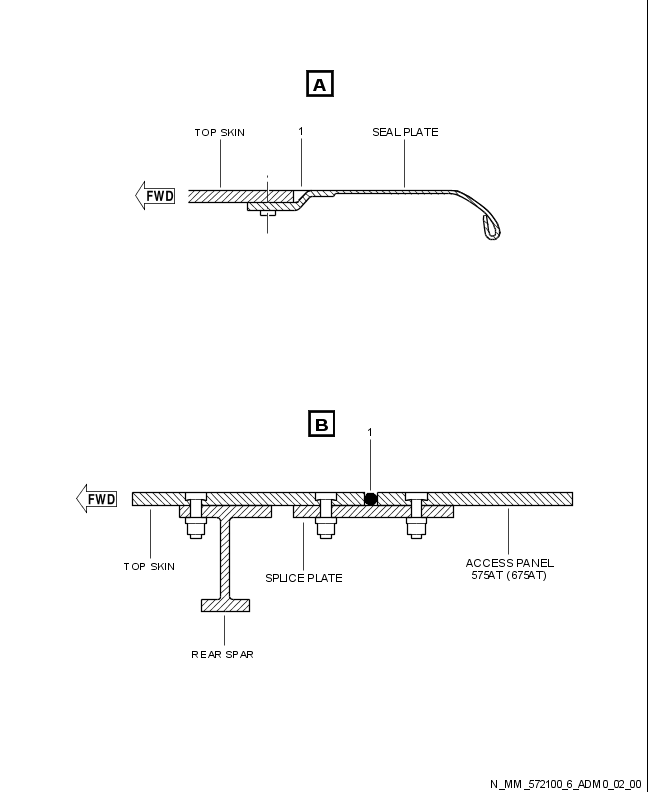 A
TOP SKIN
1
SEAL PLATE
FWD
B
1
FWD
TOP SKIN
SPLICE PLATE
ACCESS PANEL
575AT (675AT)
REAR SPAR
N_MM_572100_6_ADM0_02_00